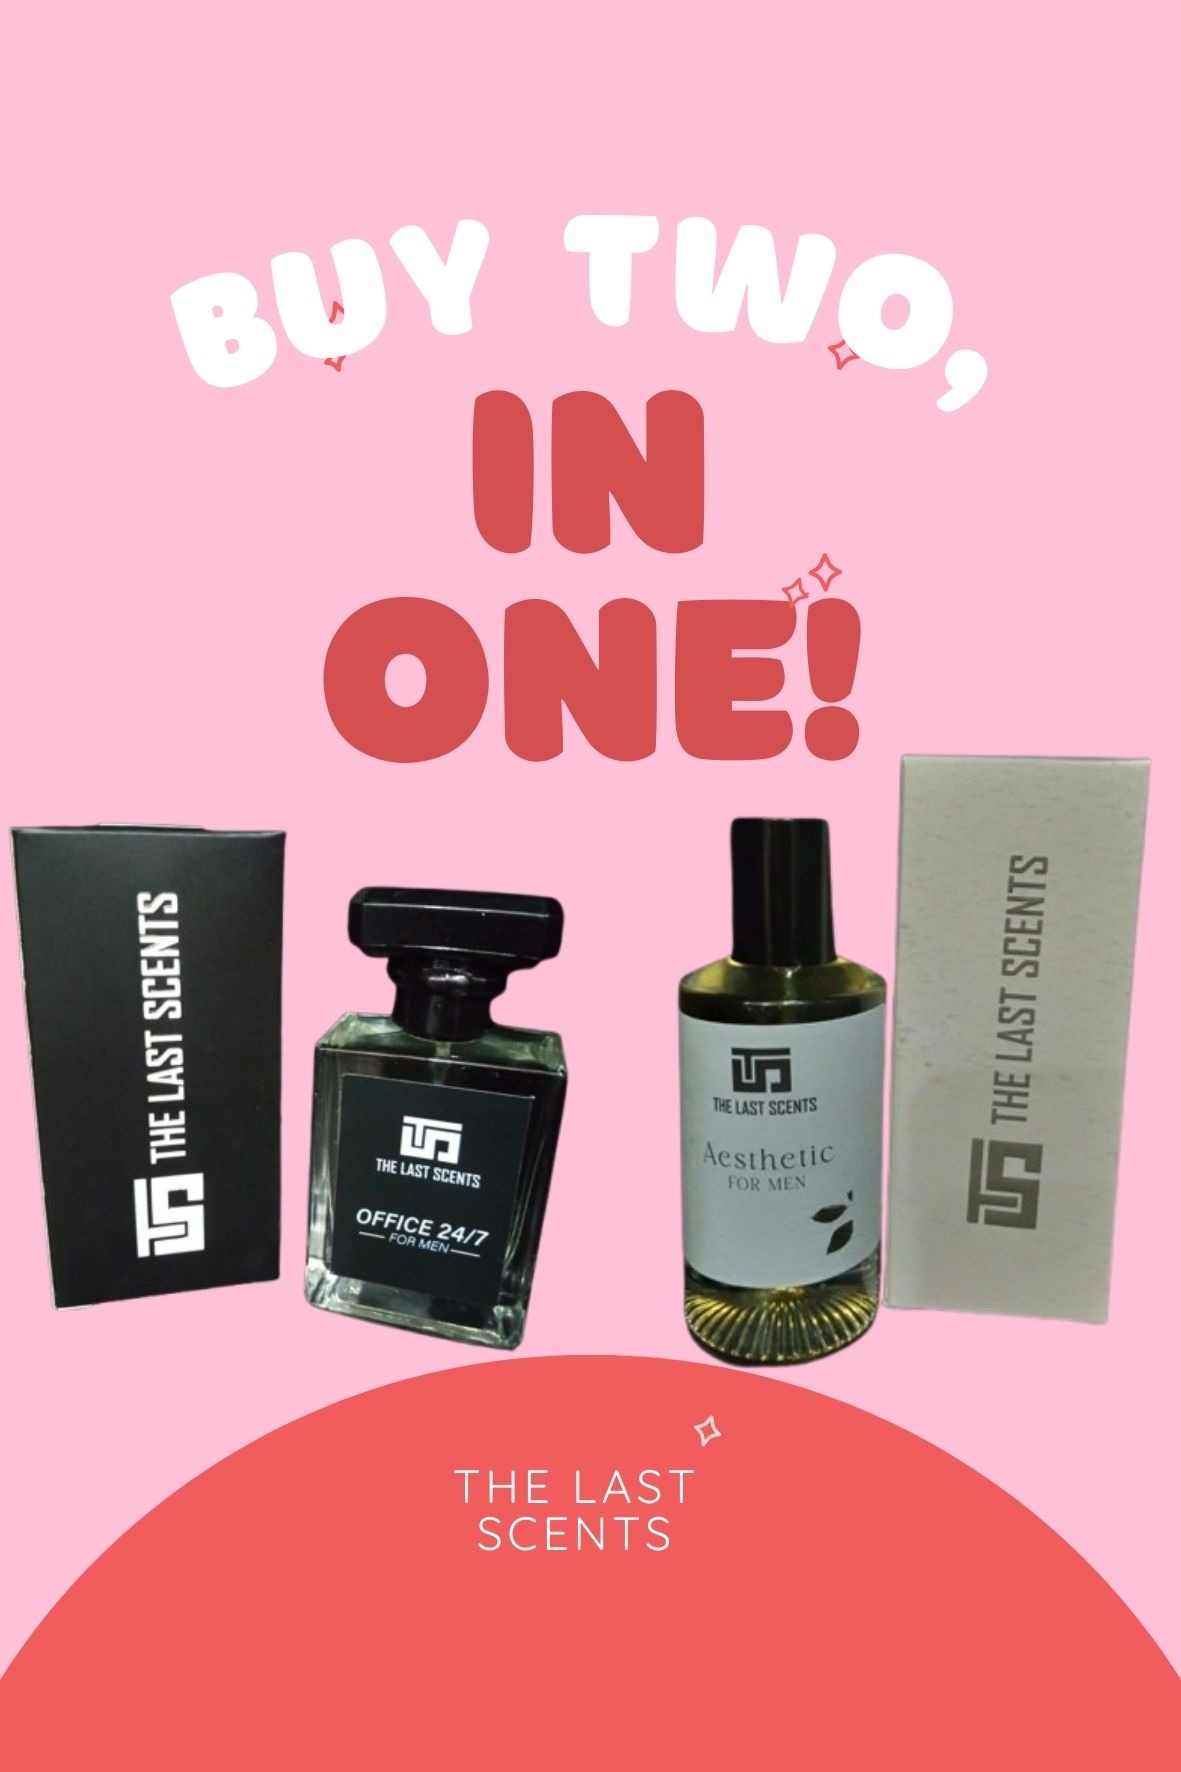 BUY TWO,
IN
ONE!
THE LAST SCENTS
THE LAST SCENTS
OFFICE 24/7
FOR MEN
THE LAST SCENTS
Aesthetic
FOR MEN
THE LAST SCENTS
THE LAST
SCENTS